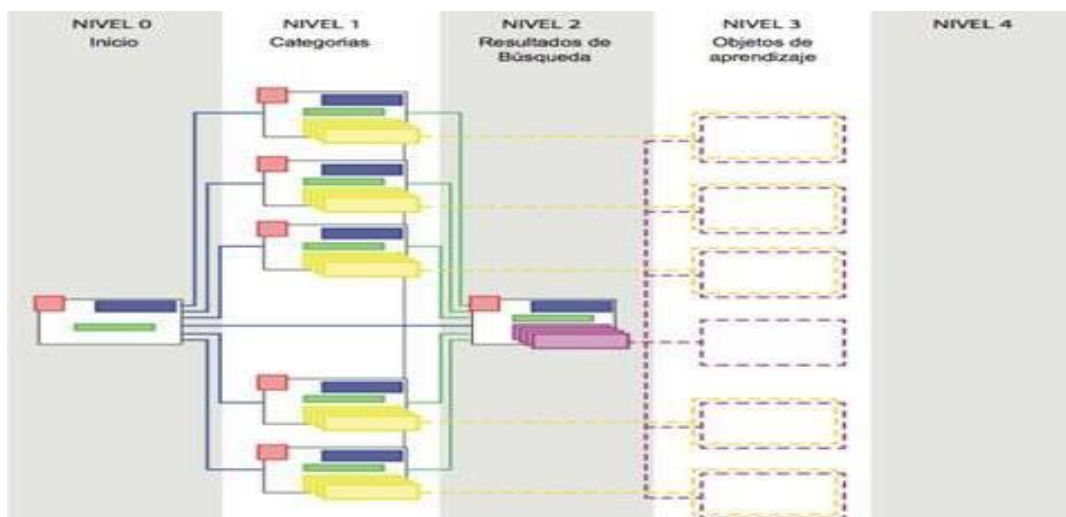 NIVEL 0
Inicio
NIVEL 1
Categorias
NIVEL 2
Resultados de
Búsqueda
NIVEL 3
Objetos de
aprendizaje
NIVEL 4